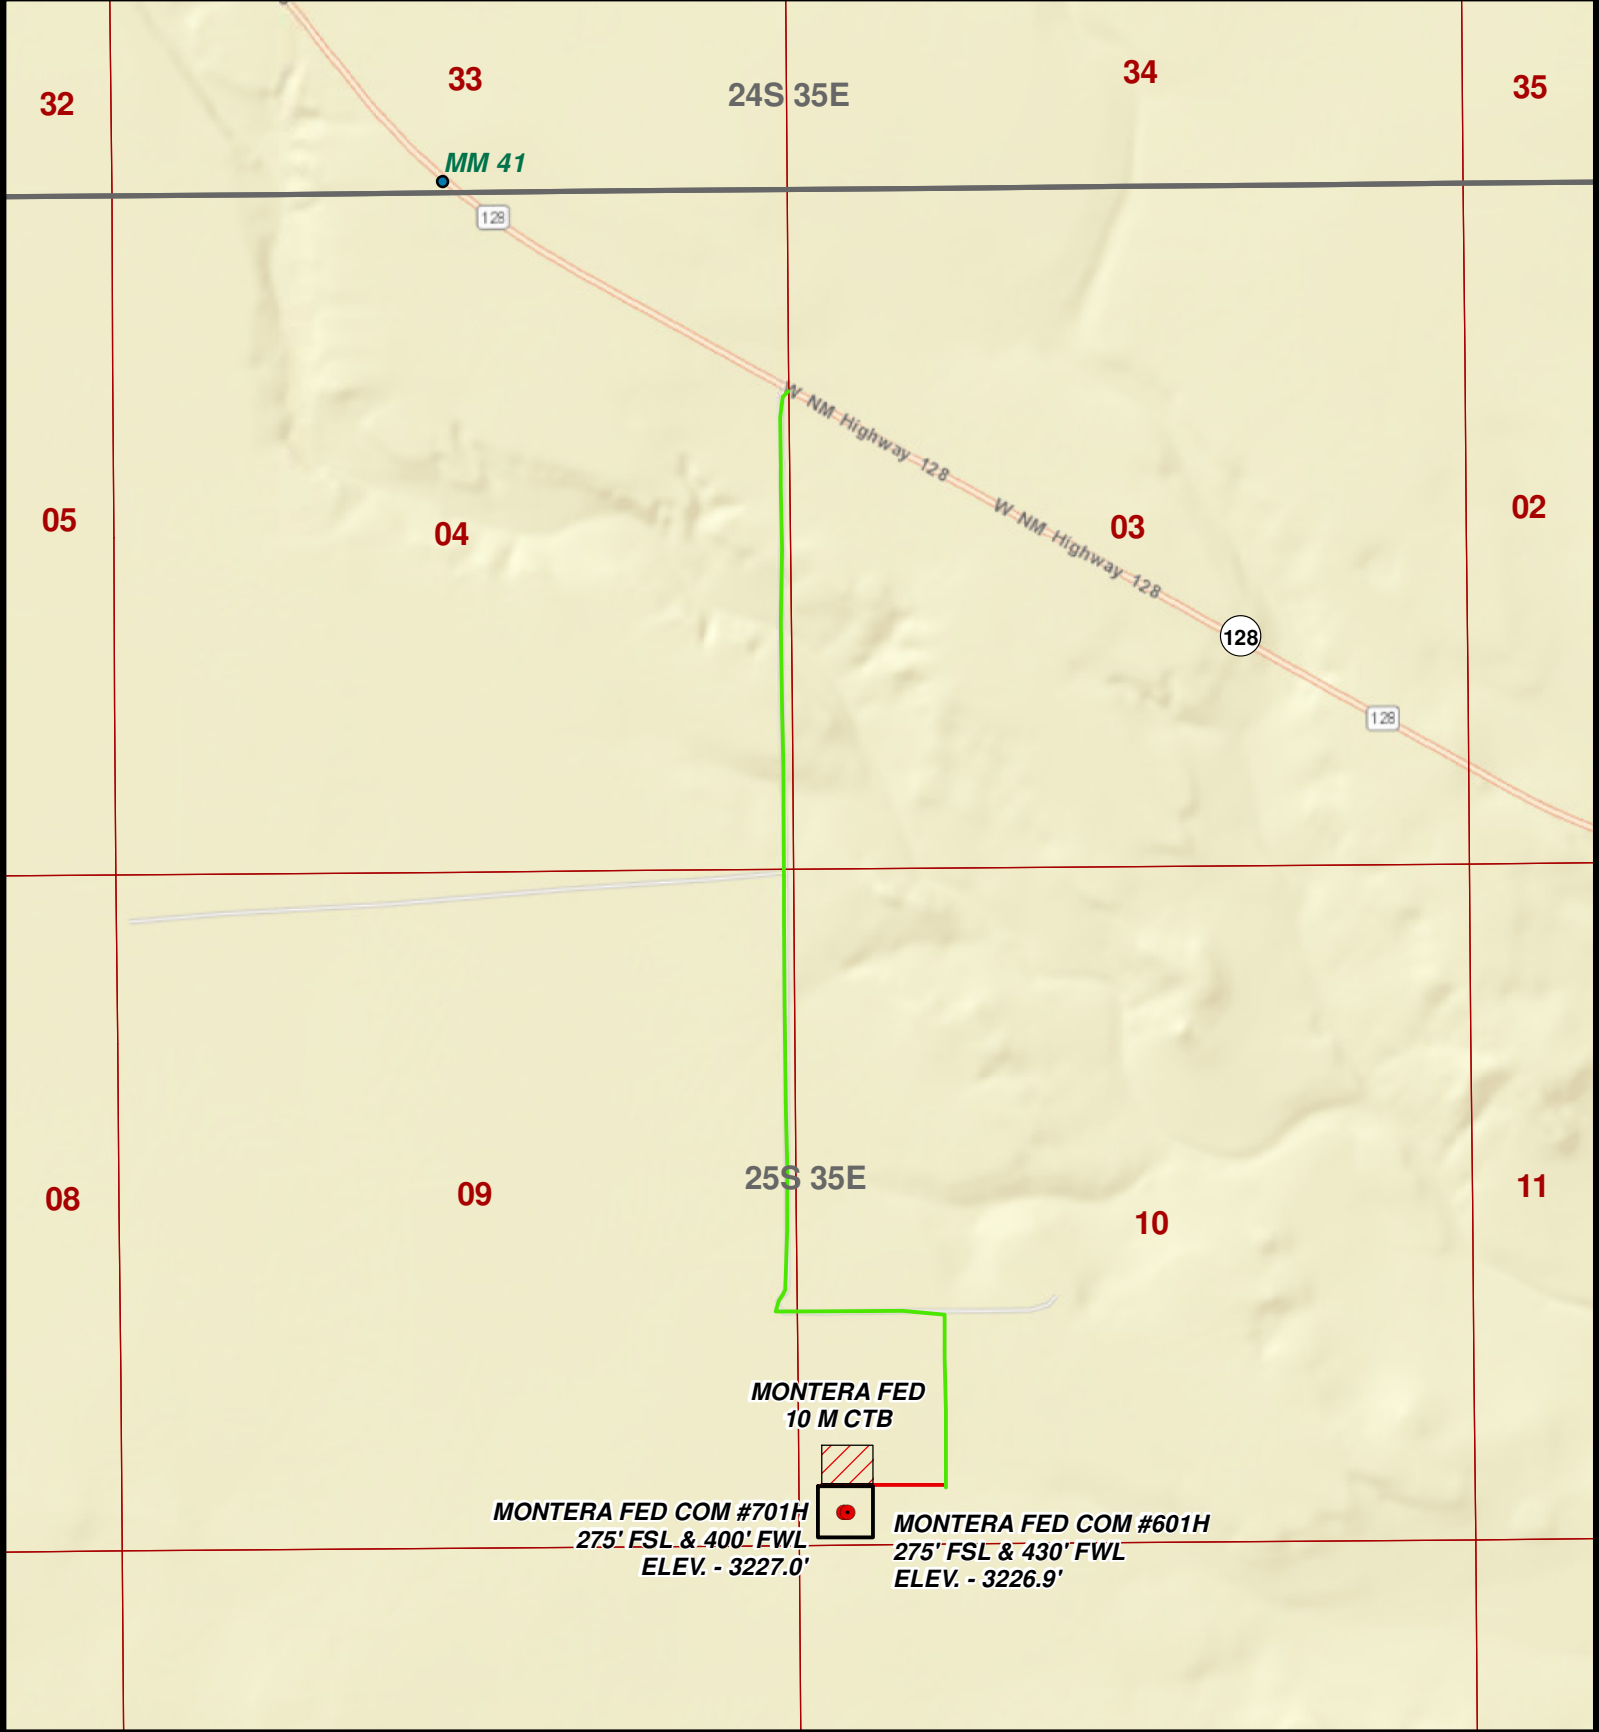 33
34
24S 35E
35
32
MM 41
128
W NM Highway 128
W NM Highway 128
05
04
03
02
128
128
25S 35E
08
09
10
11
MONTERA FED
10 M CTB
MONTERA FED COM #701H
275' FSL & 400' FWL
ELEV. - 3227.0'
MONTERA FED COM #601H
275' FSL & 430' FWL
ELEV. - 3226.9'